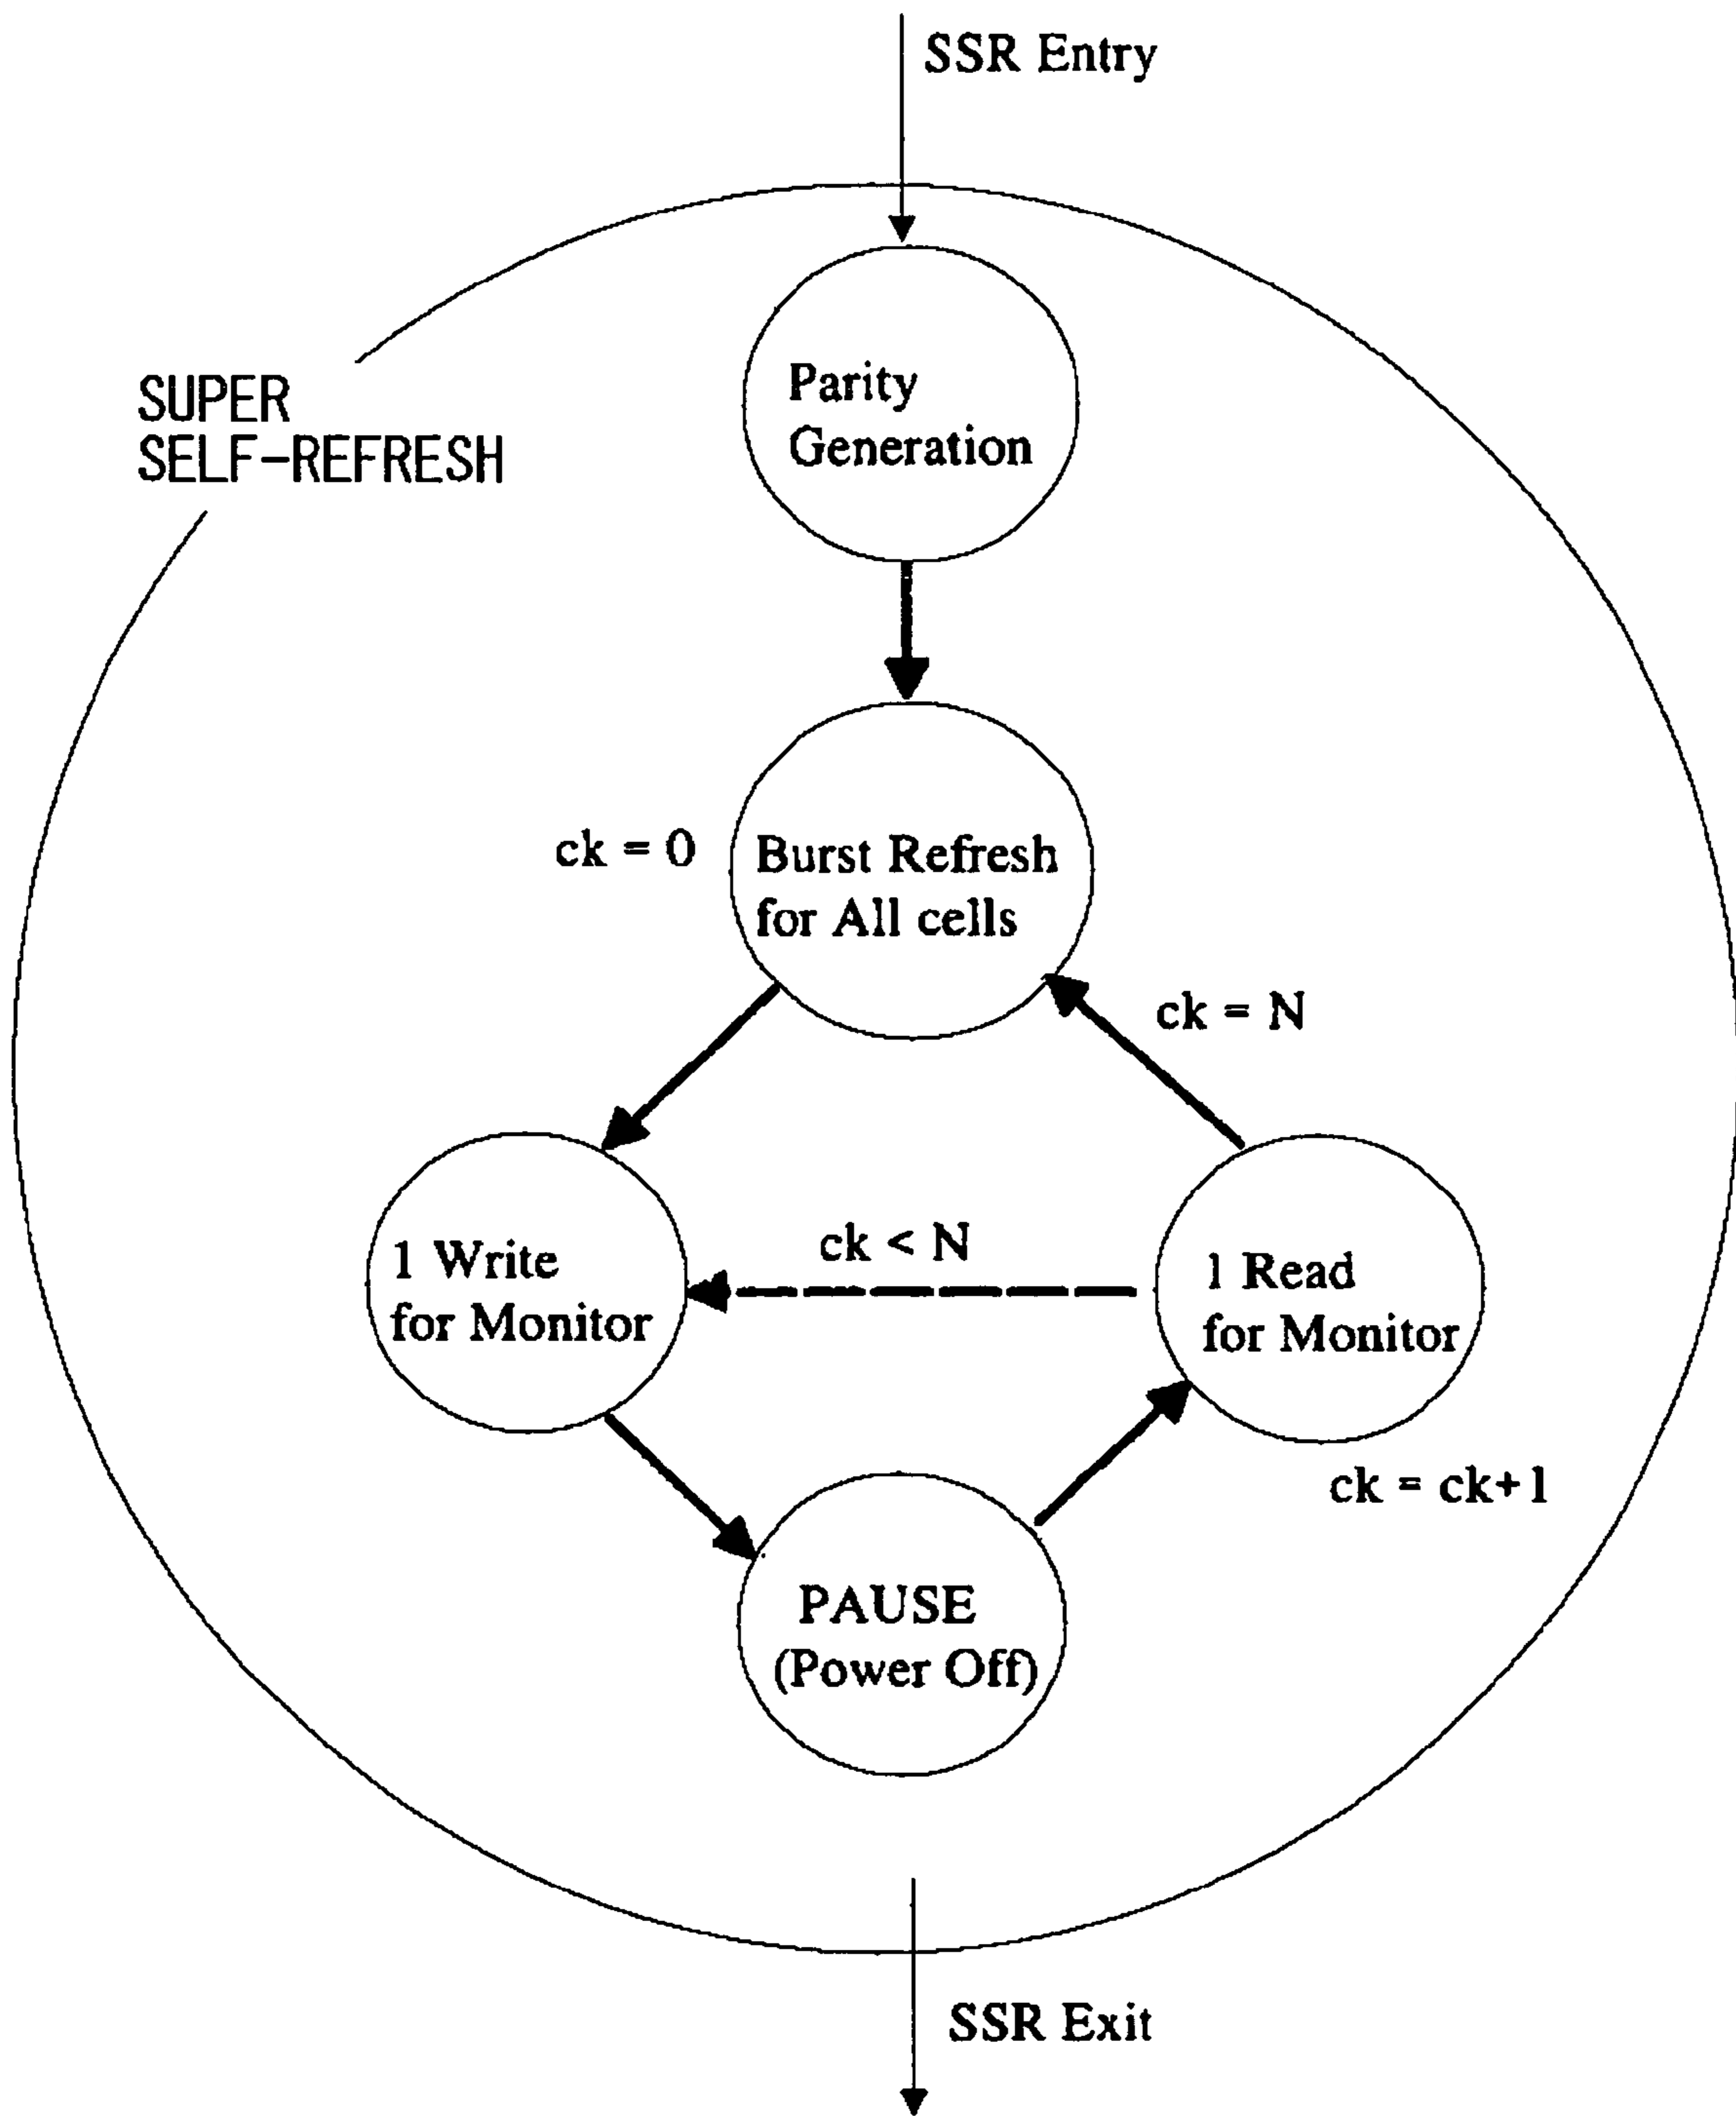 SSR Entry
SUPER
SELF-REFRESH
Parity
Generation
ck = 0
Burst Refresh
for All cells
ck = N
1 Write
for Monitor
ck < N
1 Read
for Monitor
ck = ck+1
PAUSE
(Power Off)
SSR Exit